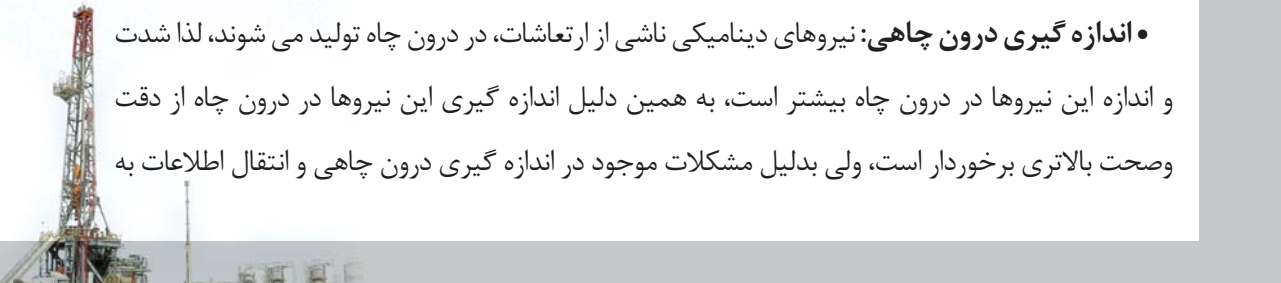 • اندازه گیری درون چاهی: نیروهای دینامیکی ناشی از ارتعاشات، در درون چاه تولید می شوند، لذا شدت
و اندازه این نیروها در درون چاه بیشتر است، به همین دلیل اندازه گیری این نیروها در درون چاه از دقت
وصحت بالاتری برخوردار است، ولی بدلیل مشکلات موجود در اندازه گیری درون چاهی و انتقال اطلاعات به